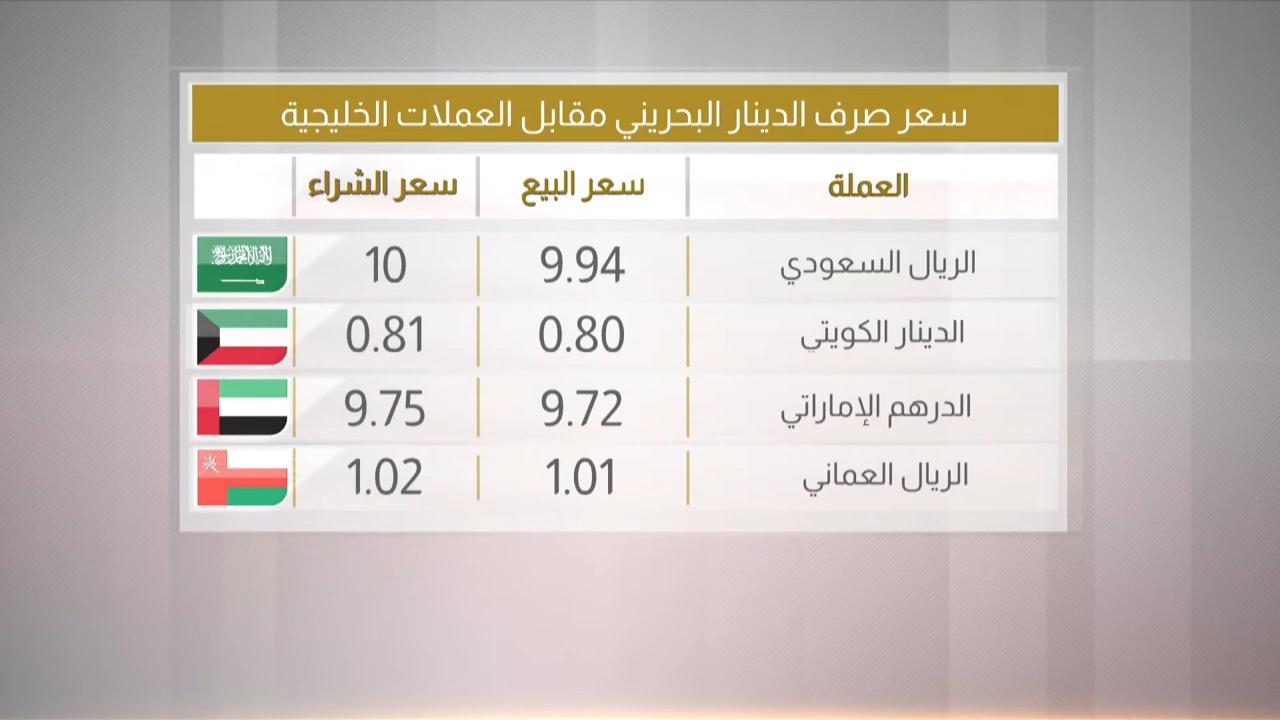 سعر صرف الدينار البحريني مقابل العملات الخليجية
العملة سعر البيع سعر الشراء
الريال السعودي 9.94 10
الدينار الكويتي 0.80 0.81
الدرهم الإماراتي 9.72 9.75
الريال العماني 1.01 1.02